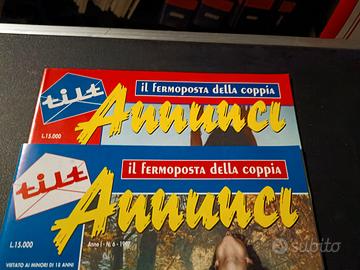 tilt
il fermoposta della coppia
L.15.000
Annunci
tilt
il fermoposta della coppia
Annunci
L.15.000
Anno I - N. 6 -
VIETATO AI MINORI DI 18 ANNI
subito